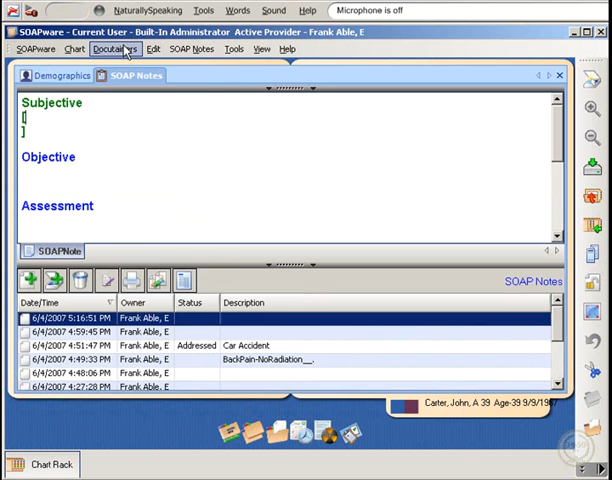 NaturallySpeaking Tools Words Sound Help Microphone is off
SOAPware - Current User - Built-In Administrator Active Provider - Frank Able, E
SOAPware Chart Docutainers Edit SOAP Notes Tools View Help
Demographics SOAP Notes
Subjective
[
]
Objective
Assessment
SOAPNote
SOAP Notes
Date/Time Owner Status Description
6/4/2007 5:16:51 PM Frank Able, E
6/4/2007 4:59:45 PM Frank Able, E
6/4/2007 4:51:47 PM Frank Able, E Addressed Car Accident
6/4/2007 4:49:33 PM Frank Able, E BackPain-NoRadiation__.
6/4/2007 4:48:06 PM Frank Able, E
6/4/2007 4:27:28 PM Frank Able, E
Carter, John, A 39 Age-39 9/9/1967
Chart Rack